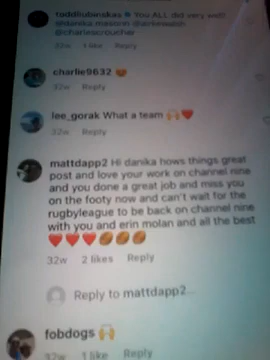 You ALL did very well
32w 1 like Reply
charlie9632 😍
32w Reply
lee_gorak What a team 🙌❤️
32w Reply
mattdapp2 Hi danika hows things great
post and love your work on channel nine
and you done a great job and miss you
on the footy now and can't wait for the
rugbyleague to be back on channel nine
with you and erin molan and all the best
❤️❤️❤️🏉🏉🏉
32w 2 likes Reply
Reply to mattdapp2...
fobdogs 🙌
32w 1 like Reply